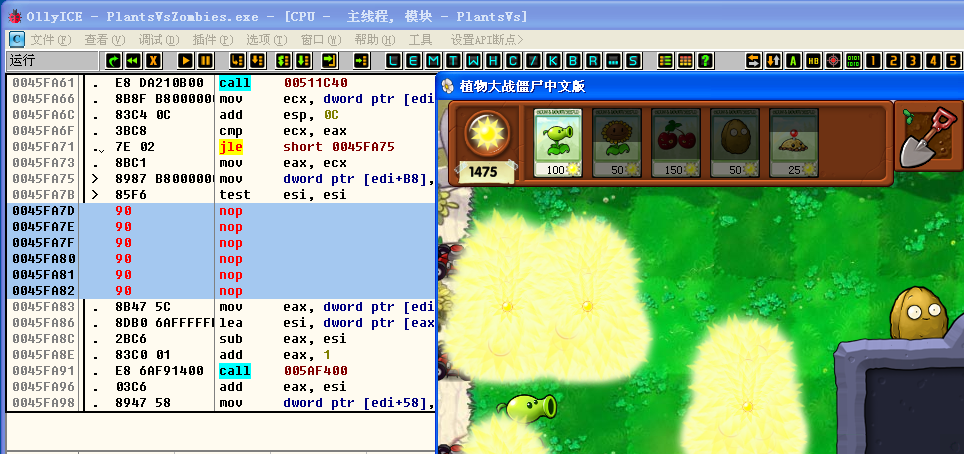 OllyICE - PlantsVsZombies.exe - [CPU - 主线程, 模块 - PlantsVs]
C 文件(F) 查看(V) 调试(D) 插件(P) 选项(T) 窗口(W) 帮助(H) 工具 设置API断点>
运行 L E M T W H C / K B R ... S ? A HB 1 2 3 4 5
0045FA61 . E8 DA210B00 call 00511C40
0045FA66 . 8B8F B8000000 mov ecx, dword ptr [edi
0045FA6C . 83C4 0C add esp, 0C
0045FA6F . 3BC8 cmp ecx, eax
0045FA71 . 7E 02 jle short 0045FA75
0045FA73 . 8BC1 mov eax, ecx
0045FA75 > 8987 B8000000 mov dword ptr [edi+B8],
0045FA7B > 85F6 test esi, esi
0045FA7D 90 nop
0045FA7E 90 nop
0045FA7F 90 nop
0045FA80 90 nop
0045FA81 90 nop
0045FA82 90 nop
0045FA83 . 8B47 5C mov eax, dword ptr [edi
0045FA86 . 8DB0 6AFFFFFF lea esi, dword ptr [eax
0045FA8C . 2BC6 sub eax, esi
0045FA8E . 83C0 01 add eax, 1
0045FA91 . E8 6AF91400 call 005AF400
0045FA96 . 03C6 add eax, esi
0045FA98 . 8947 58 mov dword ptr [edi+58],
植物大战僵尸中文版
1475 100 50 150 50 25